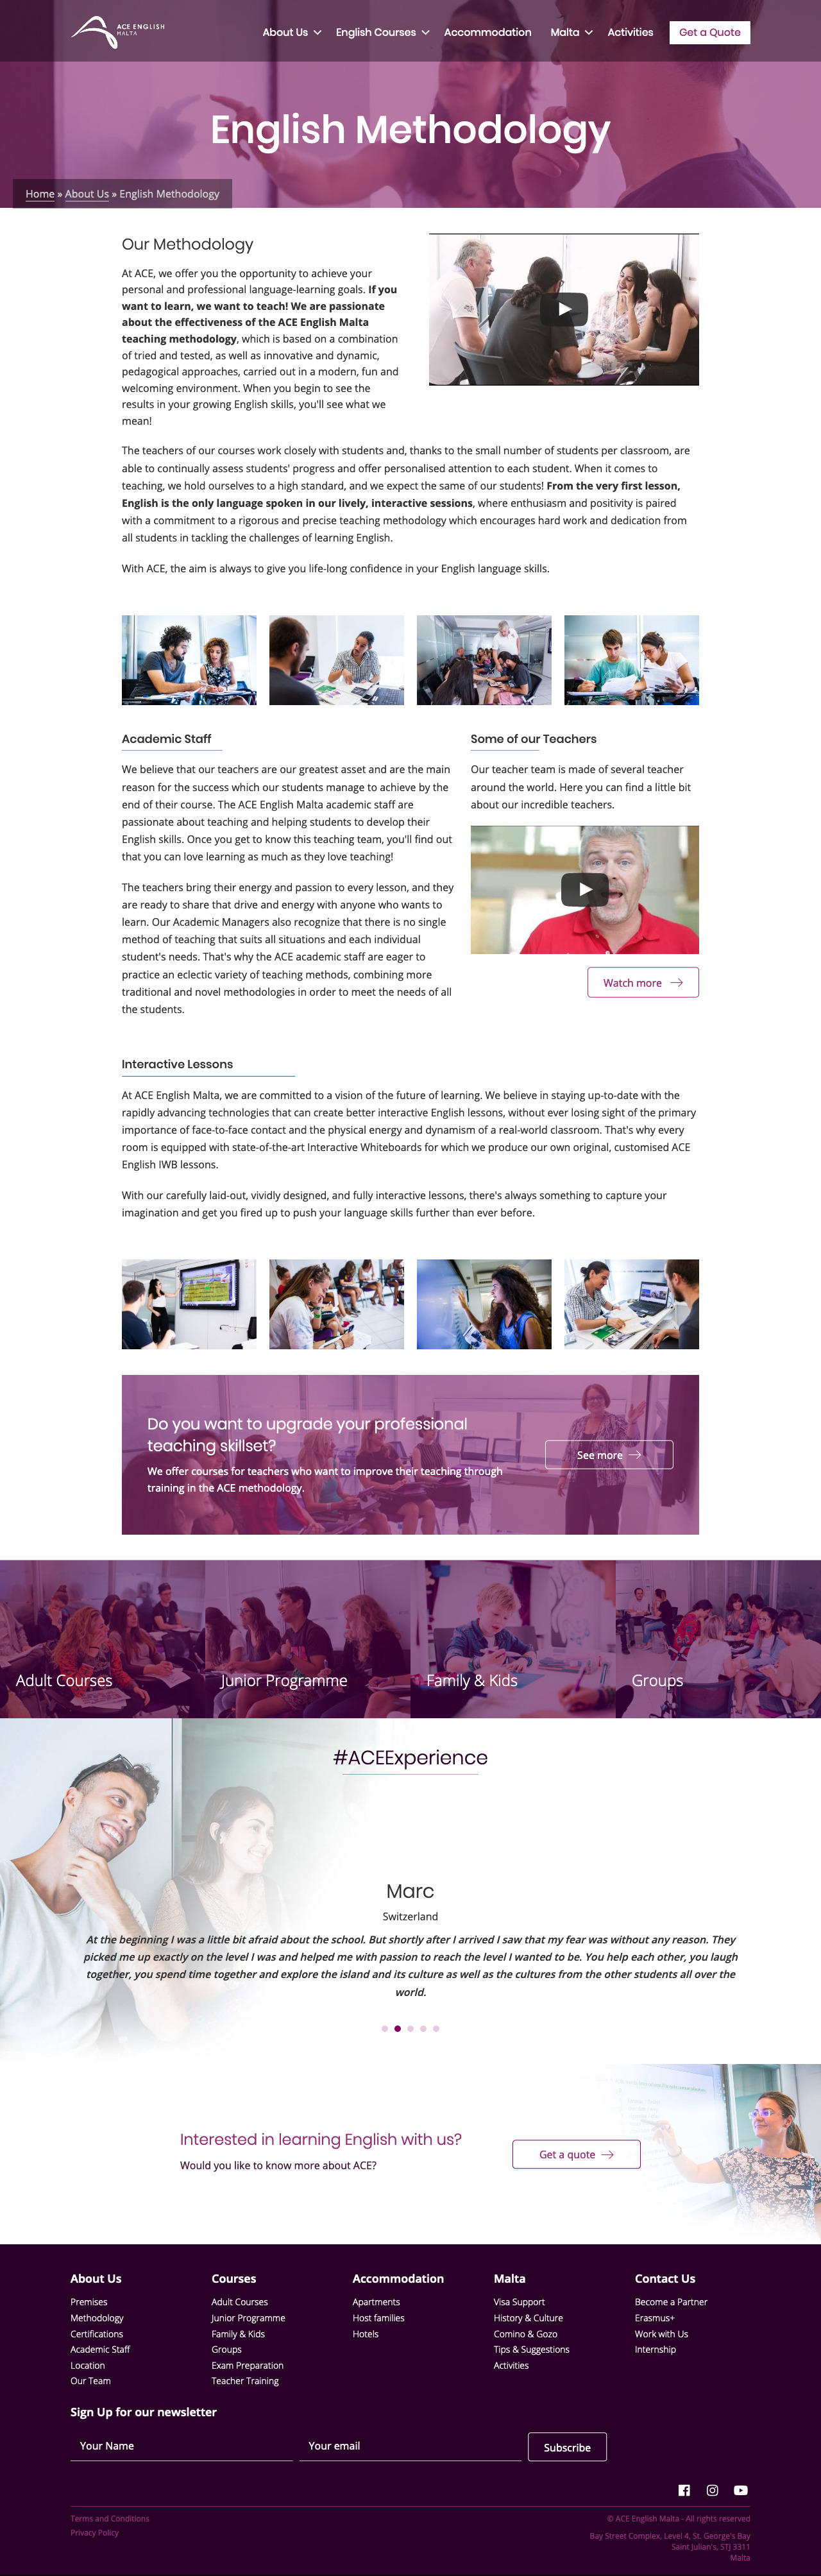 ACE ENGLISH
MALTA
About Us
English Courses
Accommodation
Malta
Activities
Get a Quote
English Methodology
Home » About Us » English Methodology
Our Methodology
At ACE, we offer you the opportunity to achieve your
personal and professional language-learning goals. If you
want to learn, we want to teach! We are passionate
about the effectiveness of the ACE English Malta
teaching methodology, which is based on a combination
of tried and tested, as well as innovative and dynamic,
pedagogical approaches, carried out in a modern, fun and
welcoming environment. When you begin to see the
results in your growing English skills, you'll see what we
mean!
The teachers of our courses work closely with students and, thanks to the small number of students per classroom, are
able to continually assess students' progress and offer personalised attention to each student. When it comes to
teaching, we hold ourselves to a high standard, and we expect the same of our students! From the very first lesson,
English is the only language spoken in our lively, interactive sessions, where enthusiasm and positivity is paired
with a commitment to a rigorous and precise teaching methodology which encourages hard work and dedication from
all students in tackling the challenges of learning English.
With ACE, the aim is always to give you life-long confidence in your English language skills.
Academic Staff
We believe that our teachers are our greatest asset and are the main
reason for the success which our students manage to achieve by the
end of their course. The ACE English Malta academic staff are
passionate about teaching and helping students to develop their
English skills. Once you get to know this teaching team, you'll find out
that you can love learning as much as they love teaching!
The teachers bring their energy and passion to every lesson, and they
are ready to share that drive and energy with anyone who wants to
learn. Our Academic Managers also recognize that there is no single
method of teaching that suits all situations and each individual
student's needs. That's why the ACE academic staff are eager to
practice an eclectic variety of teaching methods, combining more
traditional and novel methodologies in order to meet the needs of all
the students.
Some of our Teachers
Our teacher team is made of several teacher
around the world. Here you can find a little bit
about our incredible teachers.
Watch more
Interactive Lessons
At ACE English Malta, we are committed to a vision of the future of learning. We believe in staying up-to-date with the
rapidly advancing technologies that can create better interactive English lessons, without ever losing sight of the primary
importance of face-to-face contact and the physical energy and dynamism of a real-world classroom. That's why every
room is equipped with state-of-the-art Interactive Whiteboards for which we produce our own original, customised ACE
English IWB lessons.
With our carefully laid-out, vividly designed, and fully interactive lessons, there's always something to capture your
imagination and get you fired up to push your language skills further than ever before.
Do you want to upgrade your professional
teaching skillset?
We offer courses for teachers who want to improve their teaching through
training in the ACE methodology.
See more
Adult Courses
Junior Programme
Family & Kids
Groups
#ACEExperience
Marc
Switzerland
At the beginning I was a little bit afraid about the school. But shortly after I arrived I saw that my fear was without any reason. They
picked me up exactly on the level I was and helped me with passion to reach the level I wanted to be. You help each other, you laugh
together, you spend time together and explore the island and its culture as well as the cultures from the other students all over the
world.
Interested in learning English with us?
Would you like to know more about ACE?
Get a quote
About Us
Premises
Methodology
Certifications
Academic Staff
Location
Our Team
Courses
Adult Courses
Junior Programme
Family & Kids
Groups
Exam Preparation
Teacher Training
Accommodation
Apartments
Host families
Hotels
Malta
Visa Support
History & Culture
Comino & Gozo
Tips & Suggestions
Activities
Contact Us
Become a Partner
Erasmus+
Work with Us
Internship
Sign Up for our newsletter
Your Name
Your email
Subscribe
Terms and Conditions
Privacy Policy
© ACE English Malta - All rights reserved
Bay Street Complex, Level 4, St. George's Bay
Saint Julian's, STJ 3311
Malta